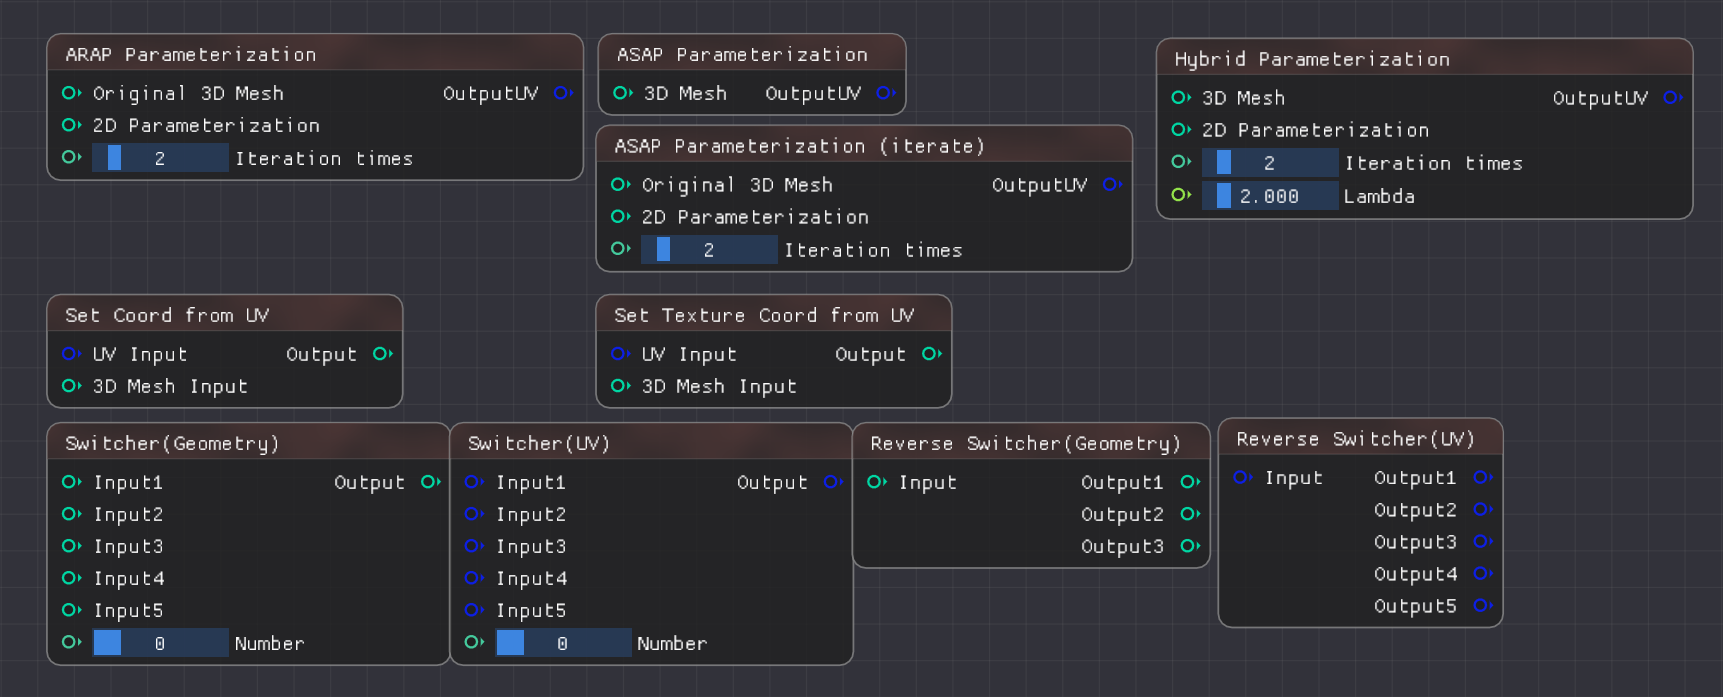 ARAP Parameterization
Original 3D Mesh OutputUV
2D Parameterization
2 Iteration times
ASAP Parameterization
3D Mesh OutputUV
ASAP Parameterization (iterate)
Original 3D Mesh OutputUV
2D Parameterization
2 Iteration times
Hybrid Parameterization
3D Mesh OutputUV
2D Parameterization
2 Iteration times
2.000 Lambda
Set Coord from UV
UV Input Output
3D Mesh Input
Set Texture Coord from UV
UV Input Output
3D Mesh Input
Switcher(Geometry)
Input1 Output
Input2
Input3
Input4
Input5
0 Number
Switcher(UV)
Input1 Output
Input2
Input3
Input4
Input5
0 Number
Reverse Switcher(Geometry)
Input Output1
Output2
Output3
Reverse Switcher(UV)
Input Output1
Output2
Output3
Output4
Output5